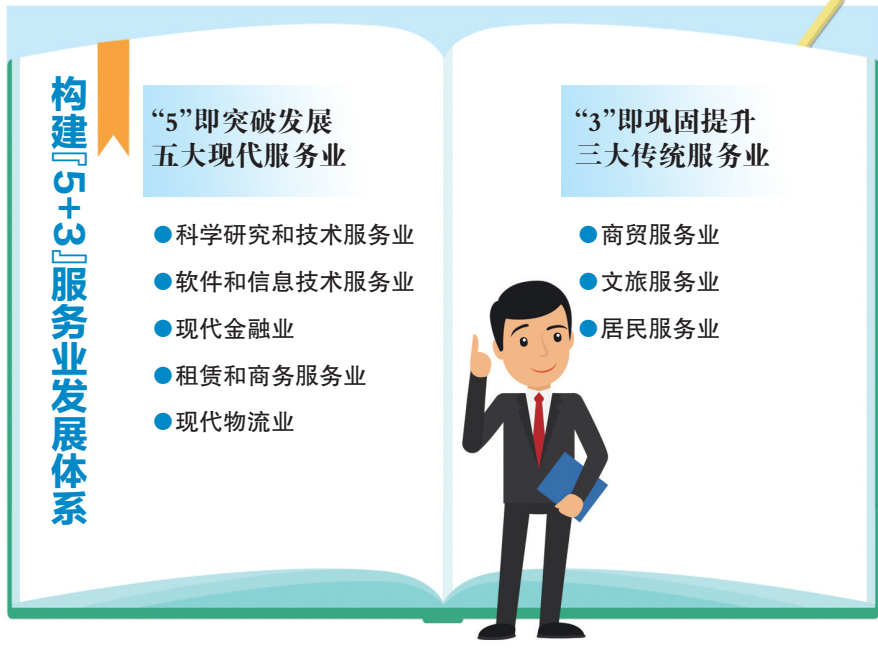 构建『5+3』服务业发展体系
“5”即突破发展
五大现代服务业
●科学研究和技术服务业
●软件和信息技术服务业
●现代金融业
●租赁和商务服务业
●现代物流业
“3”即巩固提升
三大传统服务业
●商贸服务业
●文旅服务业
●居民服务业